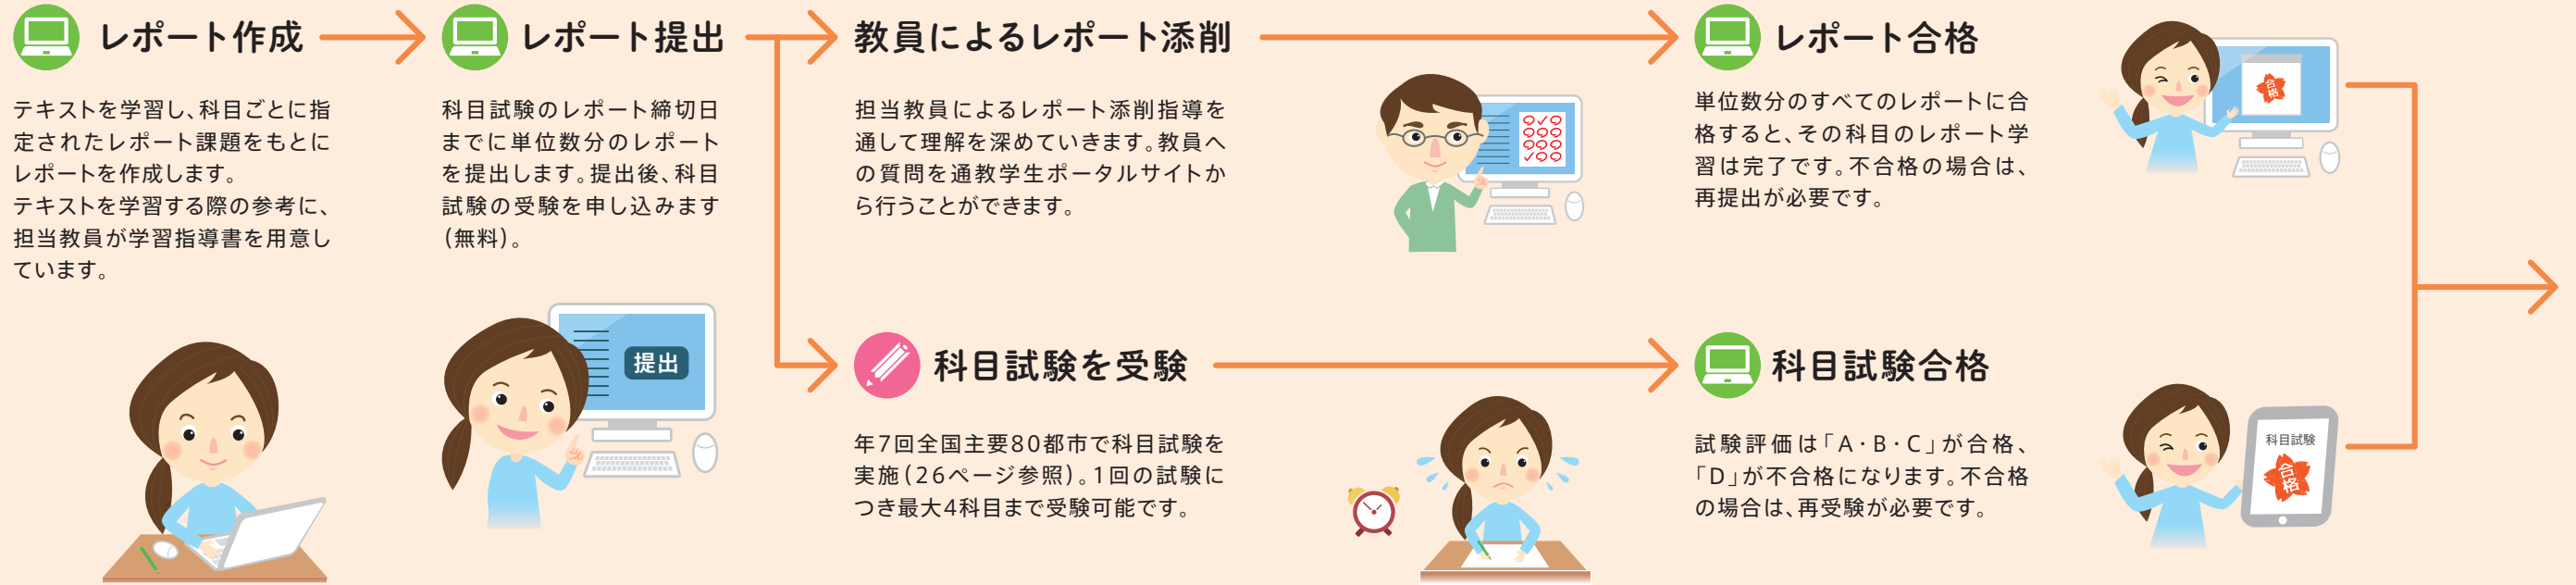 レポート作成
テキストを学習し、科目ごとに指
定されたレポート課題をもとに
レポートを作成します。
テキストを学習する際の参考に、
担当教員が学習指導書を用意し
ています。
レポート提出
科目試験のレポート締切日
までに単位数分のレポート
を提出します。提出後、科目
試験の受験を申し込みます
(無料)。
提出
教員によるレポート添削
担当教員によるレポート添削指導を
通して理解を深めていきます。教員へ
の質問を通教学生ポータルサイトか
ら行うことができます。
レポート合格
単位数分のすべてのレポートに合
格すると、その科目のレポート学
習は完了です。不合格の場合は、
再提出が必要です。
合格
科目試験を受験
年7回全国主要80都市で科目試験を
実施(26ページ参照)。1回の試験に
つき最大4科目まで受験可能です。
科目試験合格
試験評価は「A・B・C」が合格、
「D」が不合格になります。不合格
の場合は、再受験が必要です。
科目試験
合格